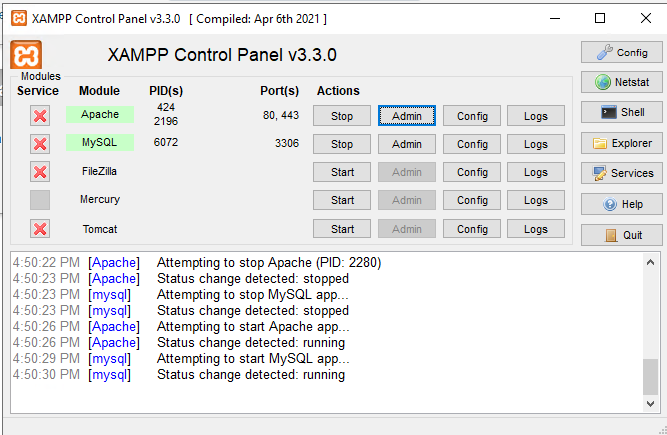 XAMPP Control Panel v3.3.0 [ Compiled: Apr 6th 2021 ]
XAMPP Control Panel v3.3.0
Config
Modules
Service Module PID(s) Port(s) Actions
Netstat
Apache 424 2196 80, 443 Stop Admin Config Logs
Shell
MySQL 6072 3306 Stop Admin Config Logs
Explorer
FileZilla Start Admin Config Logs
Services
Mercury Start Admin Config Logs
Help
Tomcat Start Admin Config Logs
Quit
4:50:22 PM [Apache] Attempting to stop Apache (PID: 2280)
4:50:23 PM [Apache] Status change detected: stopped
4:50:23 PM [mysql] Attempting to stop MySQL app...
4:50:23 PM [mysql] Status change detected: stopped
4:50:26 PM [Apache] Attempting to start Apache app...
4:50:26 PM [Apache] Status change detected: running
4:50:29 PM [mysql] Attempting to start MySQL app...
4:50:30 PM [mysql] Status change detected: running